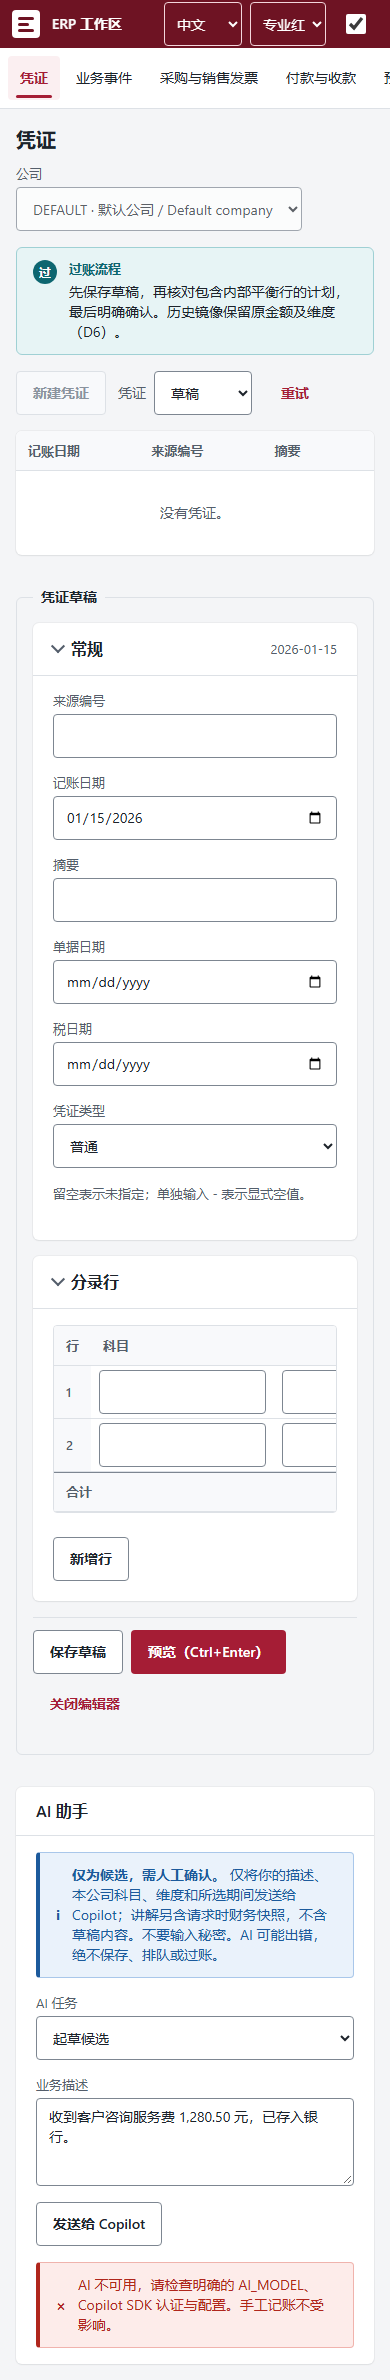 ERP 工作区
中文
专业红
凭证
业务事件
采购与销售发票
付款与收款
凭证
公司
DEFAULT · 默认公司 / Default company
过
过账流程
先保存草稿，再核对包含内部平衡行的计划，
最后明确确认。历史镜像保留原金额及维度
（D6）。
新建凭证
凭证
草稿
重试
记账日期
来源编号
摘要
没有凭证。
凭证草稿
常规
2026-01-15
来源编号
记账日期
01/15/2026
摘要
单据日期
mm/dd/yyyy
税日期
mm/dd/yyyy
凭证类型
普通
留空表示未指定；单独输入 - 表示显式空值。
分录行
行
科目
1
2
合计
新增行
保存草稿
预览（Ctrl+Enter）
关闭编辑器
AI 助手
i
仅为候选，需人工确认。 仅将你的描述、
本公司科目、维度和所选期间发送给
Copilot；讲解另含请求时财务快照，不含
草稿内容。不要输入秘密。AI 可能出错，
绝不保存、排队或过账。
AI 任务
起草候选
业务描述
收到客户咨询服务费 1,280.50 元，已存入银
行。
发送给 Copilot
×
AI 不可用，请检查明确的 AI_MODEL、
Copilot SDK 认证与配置。手工记账不受
影响。